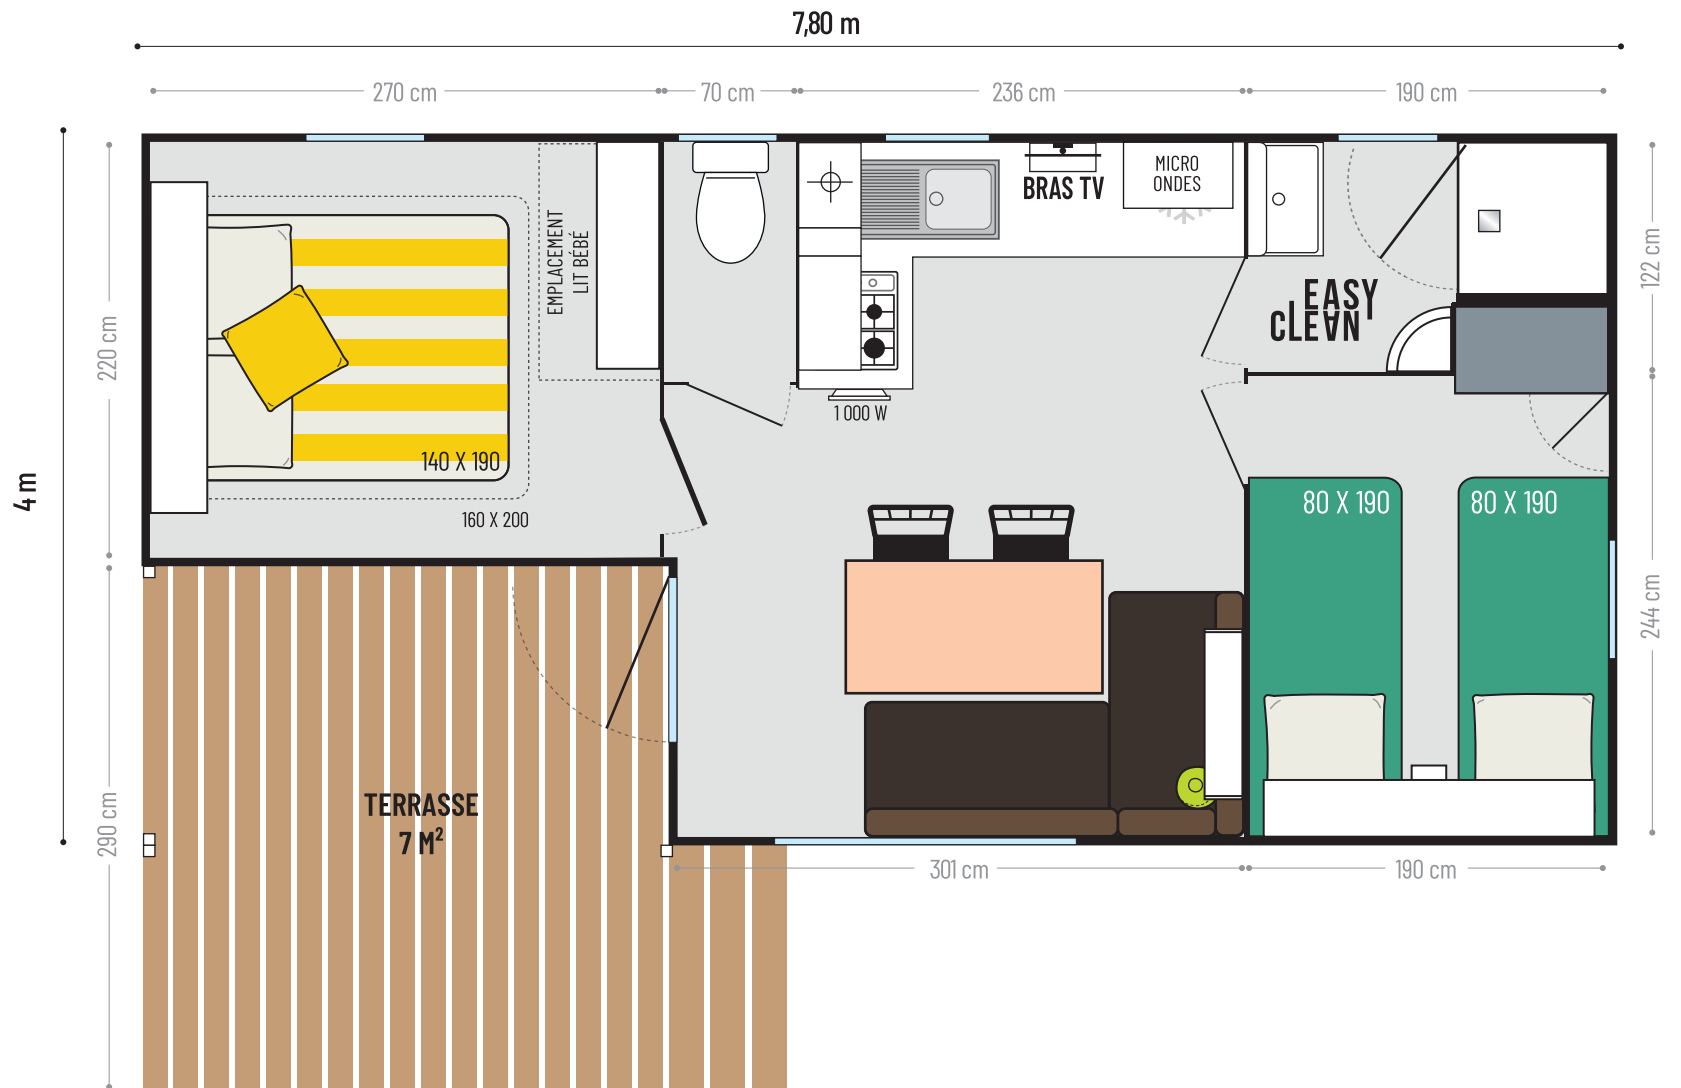 7,80 m
270 cm
70 cm
236 cm
190 cm
4 m
220 cm
290 cm
122 cm
244 cm
EMPLACEMENT
LIT BÉBÉ
140 X 190
160 X 200
BRAS TV
MICRO
ONDES
1 000 W
EASY
CLEAN
80 X 190
80 X 190
TERRASSE
7 M²
301 cm
190 cm